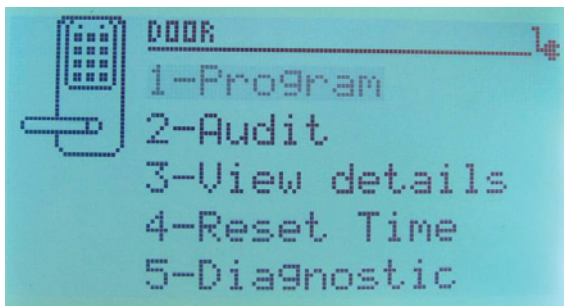 DOOR
1-Program
2-Audit
3-View details
4-Reset Time
5-Diagnostic